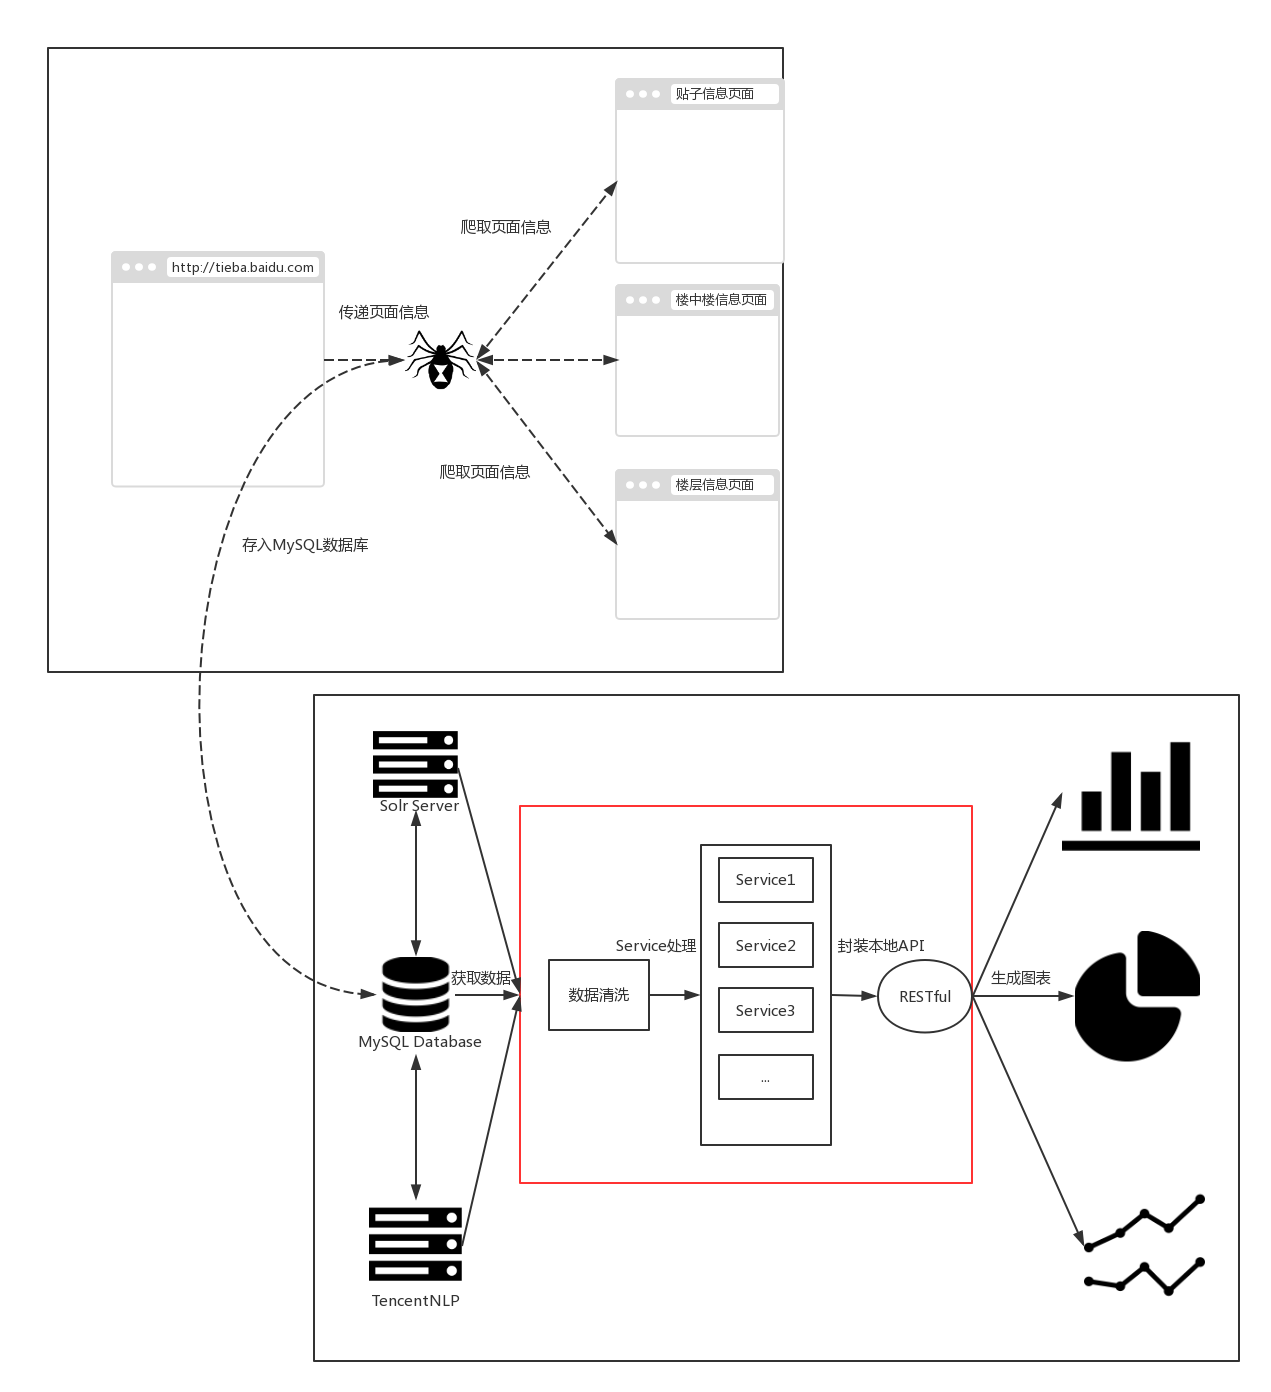 贴子信息页面
爬取页面信息
http://tieba.baidu.com
楼中楼信息页面
传递页面信息
爬取页面信息
楼层信息页面
存入MySQL数据库
Solr Server
Service1
Service处理
Service2
封装本地API
获取数据
生成图表
数据清洗
RESTful
Service3
MySQL Database
...
TencentNLP